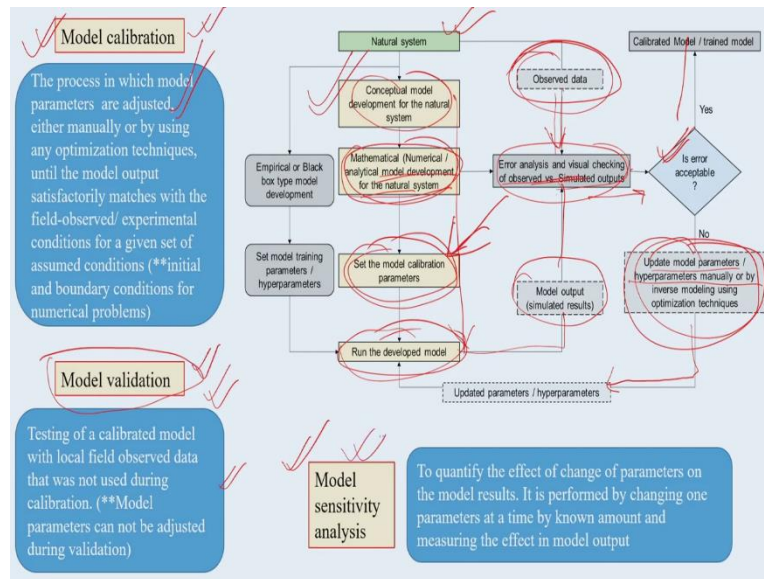 Model calibration
The process in which model
parameters are adjusted,
either manually or by using
any optimization techniques,
until the model output
satisfactorily matches with the
field-observed/ experimental
conditions for a given set of
assumed conditions (**initial
and boundary conditions for
numerical problems)
Model validation
Testing of a calibrated model
with local field observed data
that was not used during
calibration. (**Model
parameters can not be adjusted
during validation)
Natural system
Conceptual model
development for the natural
system
Mathematical (Numerical /
analytical model development
for the natural system
Empirical or Black
box type model
development
Set model training
parameters /
hyperparameters
Set the model calibration
parameters
Run the developed model
Observed data
Error analysis and visual checking
of observed vs. Simulated outputs
Model output
(simulated results)
Calibrated Model / trained model
Yes
Is error
acceptable
?
No
Update model parameters /
hyperparameters manually or by
inverse modeling using
optimization techniques
Updated parameters / hyperparameters
Model
sensitivity
analysis
To quantify the effect of change of parameters on
the model results. It is performed by changing one
parameters at a time by known amount and
measuring the effect in model output